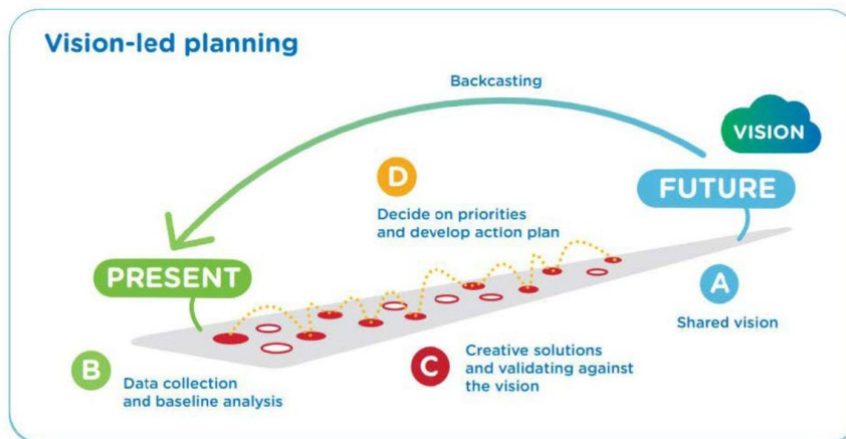 Vision-led planning
Backcasting
VISION
FUTURE
D
Decide on priorities
and develop action plan
PRESENT
A
Shared vision
B
Data collection
and baseline analysis
C
Creative solutions
and validating against
the vision